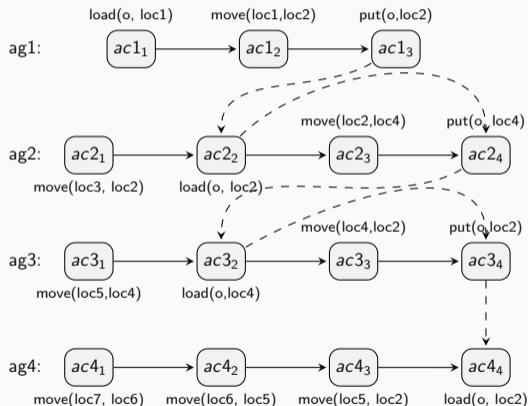 load(o, loc1) move(loc1,loc2) put(o,loc2)
ag1: ac1₁ ac1₂ ac1₃
move(loc2,loc4) put(o, loc4)
ag2: ac2₁ ac2₂ ac2₃ ac2₄
move(loc3, loc2) load(o, loc2)
move(loc4,loc2) put(o,loc2)
ag3: ac3₁ ac3₂ ac3₃ ac3₄
move(loc5,loc4) load(o,loc4)
ag4: ac4₁ ac4₂ ac4₃ ac4₄
move(loc7, loc6) move(loc6, loc5) move(loc5, loc2) load(o, loc2)